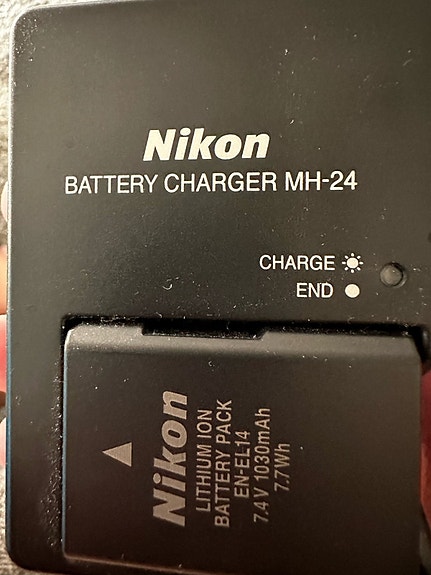 Nikon
BATTERY CHARGER MH-24
CHARGE
END
Nikon
LITHIUM ION
BATTERY PACK
EN-EL14
7.4V 1030mAh
7.7Wh